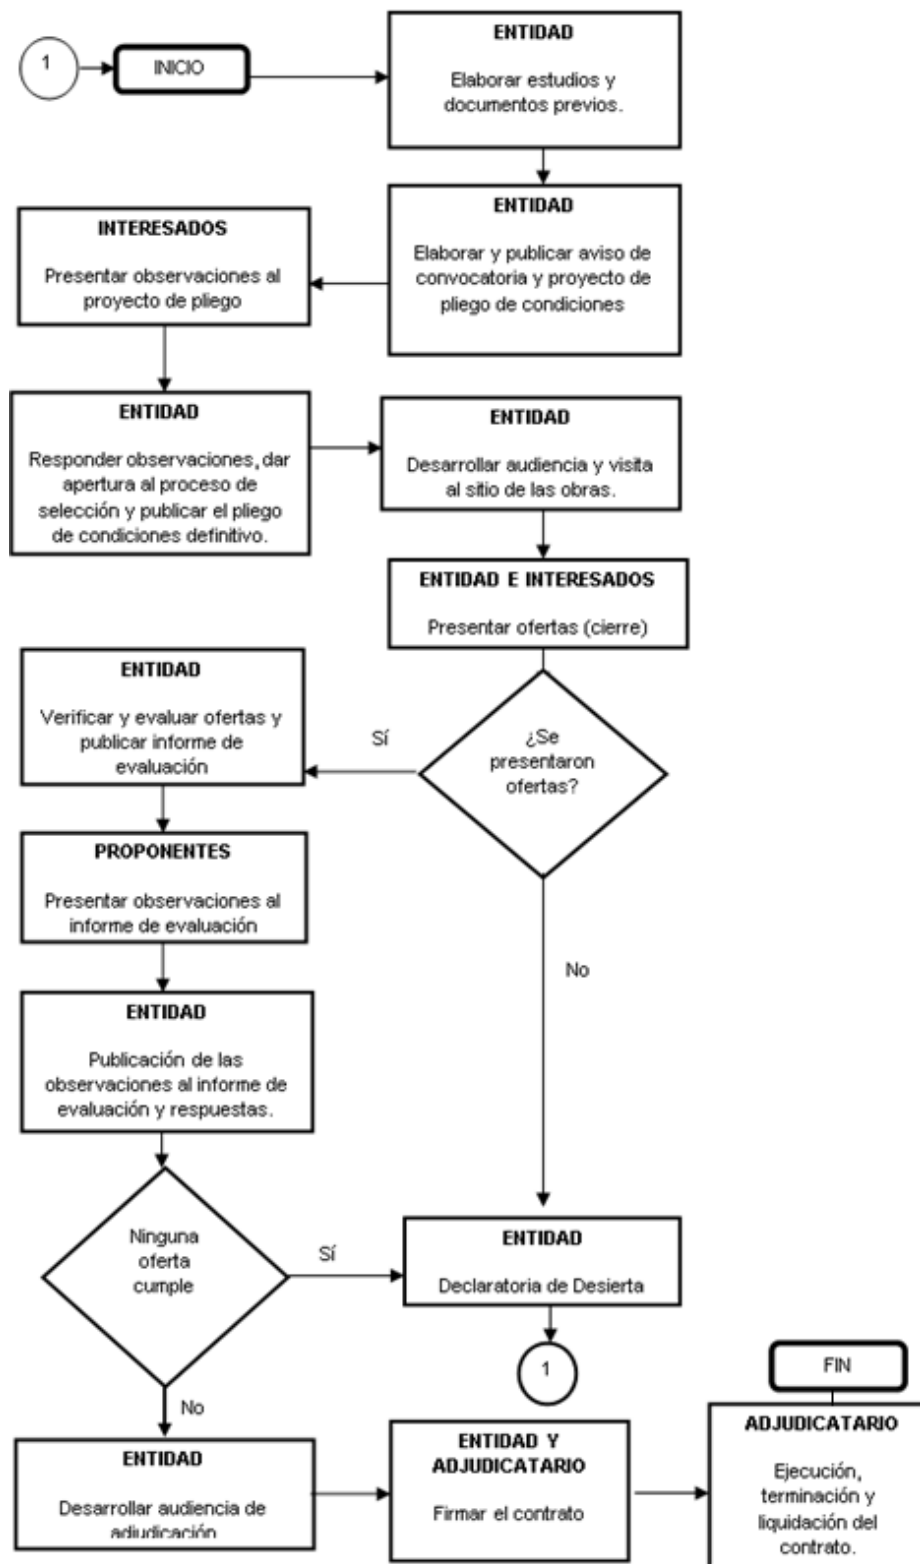 1
INICIO
ENTIDAD
Elaborar estudios y
documentos previos.
ENTIDAD
Elaborar y publicar aviso de
convocatoria y proyecto de
pliego de condiciones
INTERESADOS
Presentar observaciones al
proyecto de pliego
ENTIDAD
Responder observaciones, dar
apertura al proceso de
selección y publicar el pliego
de condiciones definitivo.
ENTIDAD
Desarrollar audiencia y visita
al sitio de las obras.
ENTIDAD E INTERESADOS
Presentar ofertas (cierre)
¿Se
presentaron
ofertas?
Sí
ENTIDAD
Verificar y evaluar ofertas y
publicar informe de
evaluación
PROPONENTES
Presentar observaciones al
informe de evaluación
ENTIDAD
Publicación de las
observaciones al informe de
evaluación y respuestas.
No
Ninguna
oferta
cumple
Sí
ENTIDAD
Declaratoria de Desierta
1
No
ENTIDAD
Desarrollar audiencia de
adjudicación
ENTIDAD Y
ADJUDICATARIO
Firmar el contrato
FIN
ADJUDICATARIO
Ejecución,
terminación y
liquidación del
contrato.